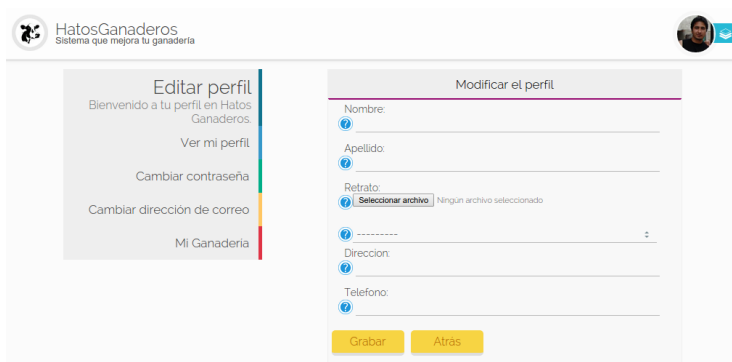 HatosGanaderos
Sistema que mejora tu ganadería
Editar perfil
Bienvenido a tu perfil en Hatos
Ganaderos.
Ver mi perfil
Cambiar contraseña
Cambiar dirección de correo
Mi Ganaderia
Modificar el perfil
Nombre:
?
Apellido:
?
Retrato:
? Seleccionar archivo Ningún archivo seleccionado
? ---------
Direccion:
?
Telefono:
?
Grabar Atrás